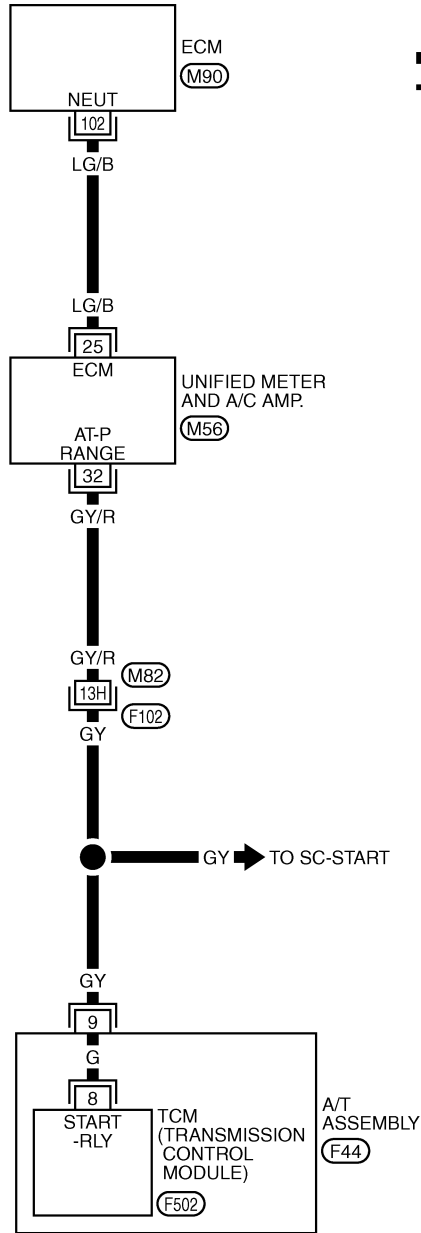 ECM
M90
NEUT
102
LG/B
LG/B
25
ECM
UNIFIED METER
AND A/C AMP.
M56
AT-P
RANGE
32
GY/R
GY/R
M82
13H
F102
GY
GY TO SC-START
GY
9
G
8
START
-RLY
TCM
(TRANSMISSION
CONTROL
MODULE)
F502
A/T
ASSEMBLY
F44